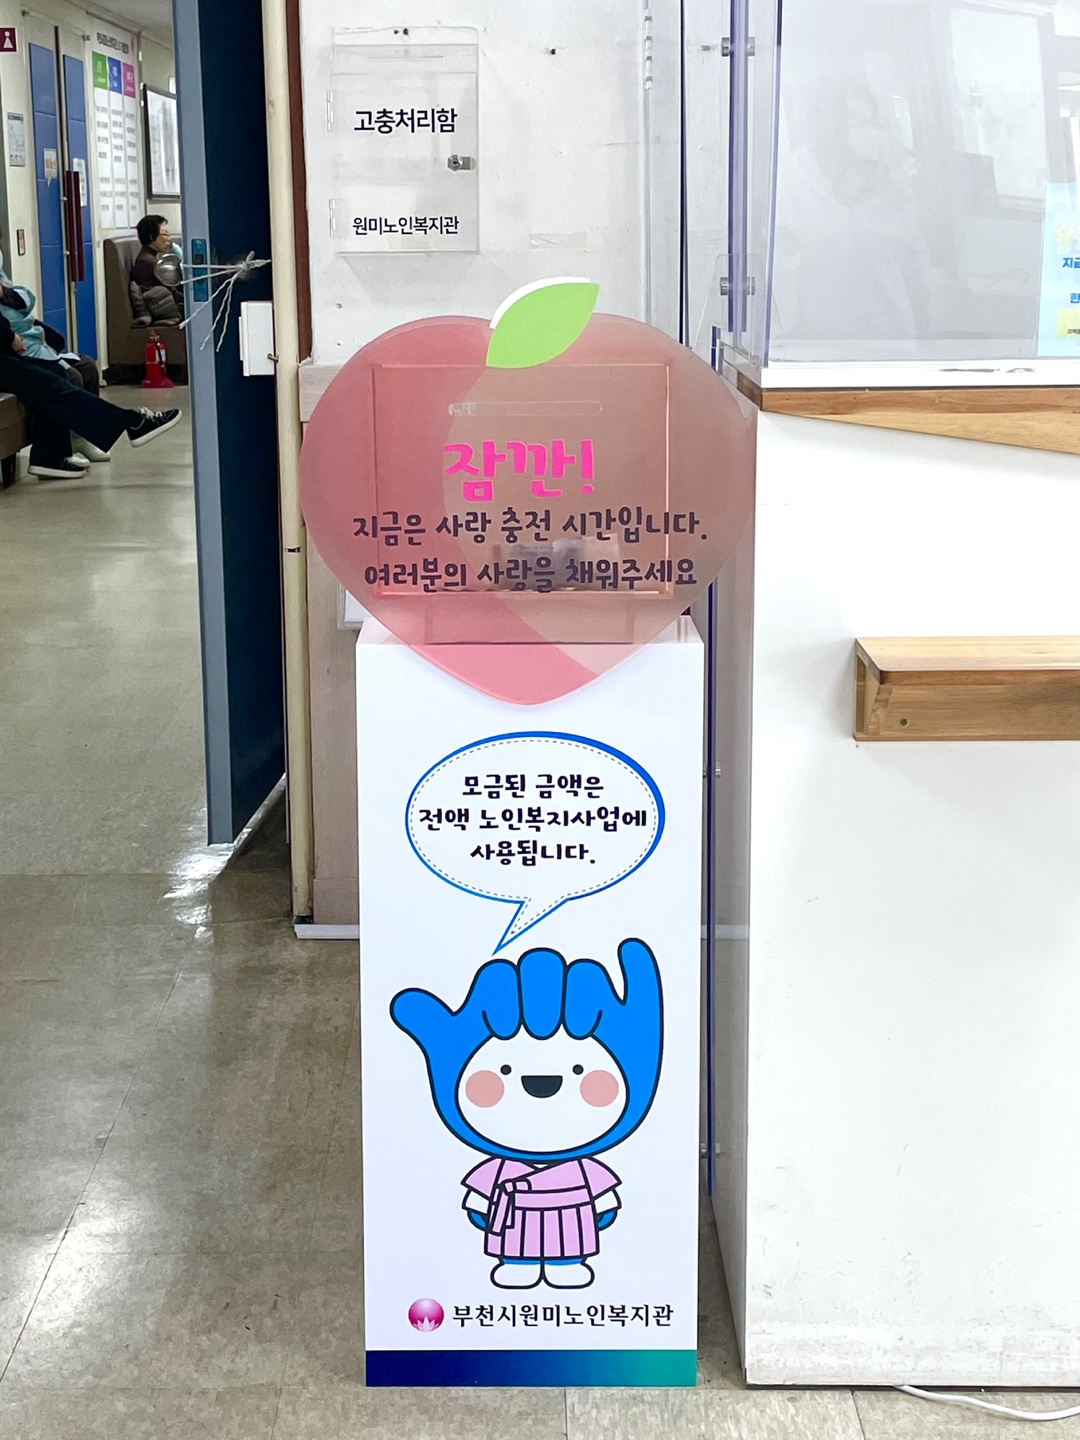 고충처리함
원미노인복지관
잠깐!
지금은 사랑 충전 시간입니다.
여러분의 사랑을 채워주세요
모금된 금액은
전액 노인복지사업에
사용됩니다.
부천시원미노인복지관
지금
한